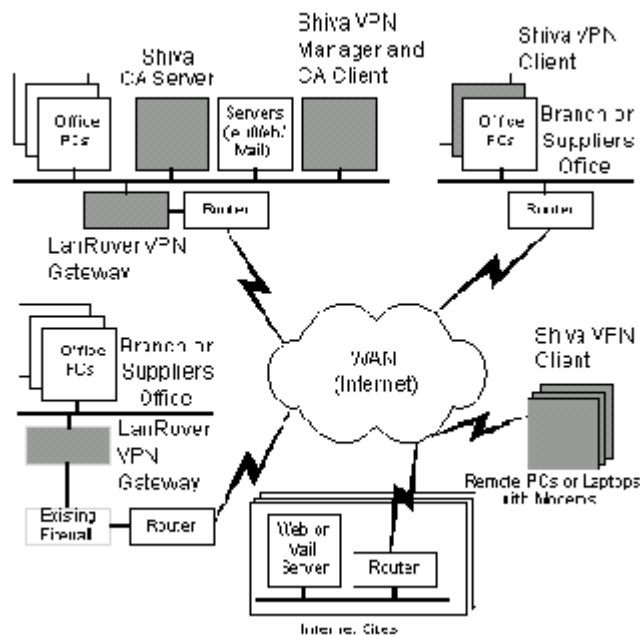 Shiva
CA Server
Shiva VPN
Manager and
CA Client
Shiva VPN
Client
Office
PCs
Servers
(ie Web/
Mail)
Office
PCs
Branch or
Suppliers
Office
Router
LanRover VPN
Gateway
Router
Office
PCs
Branch or
Suppliers
Office
WAN
(Internet)
Shiva VPN
Client
LanRover
VPN
Gateway
Remote PCs or Laptops
with Modems
Existing
Firewall
Router
Web or
Mail
Server
Router
Internet Sites